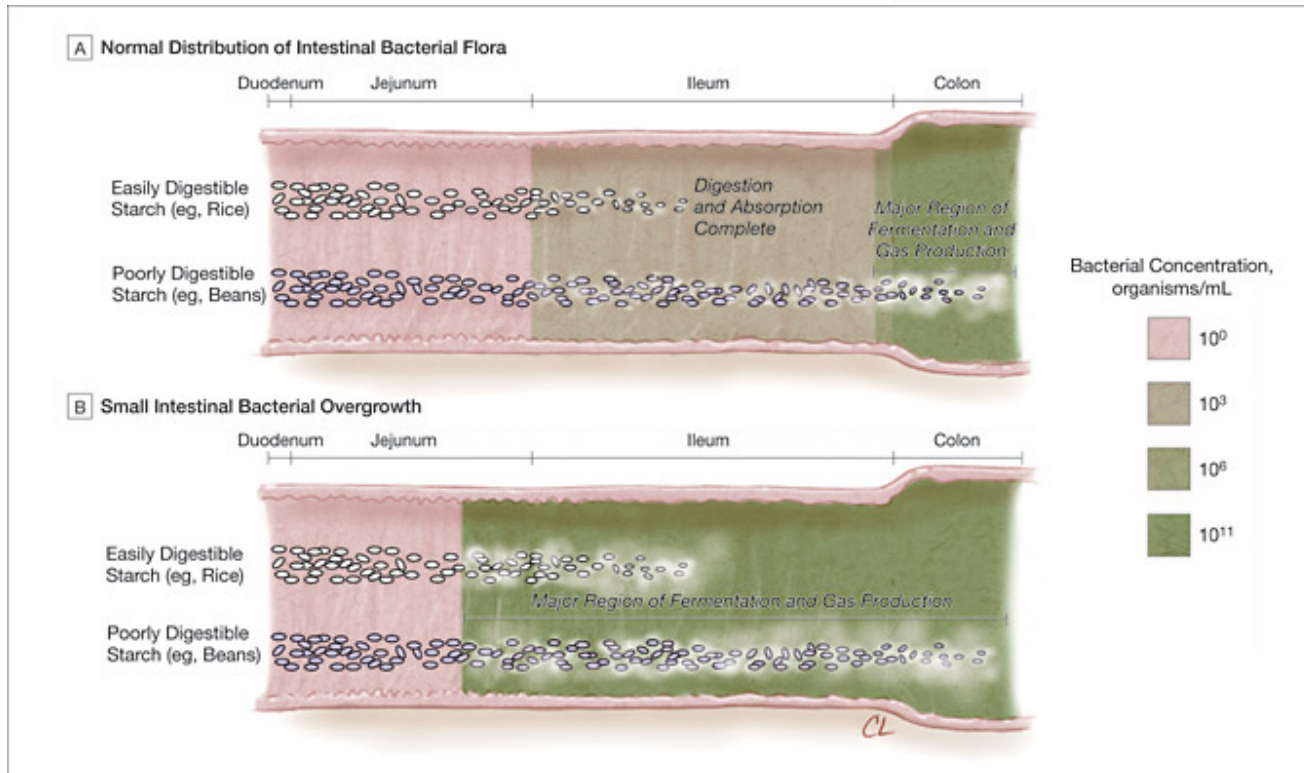 A Normal Distribution of Intestinal Bacterial Flora
Duodenum Jejunum Ileum Colon
Easily Digestible
Starch (eg, Rice)
Digestion
and Absorption
Complete
Major Region of
Fermentation and
Gas Production
Poorly Digestible
Starch (eg, Beans)
Bacterial Concentration,
organisms/mL
10⁰
10³
10⁶
10¹¹
B Small Intestinal Bacterial Overgrowth
Duodenum Jejunum Ileum Colon
Easily Digestible
Starch (eg, Rice)
Major Region of Fermentation and Gas Production
Poorly Digestible
Starch (eg, Beans)
CL